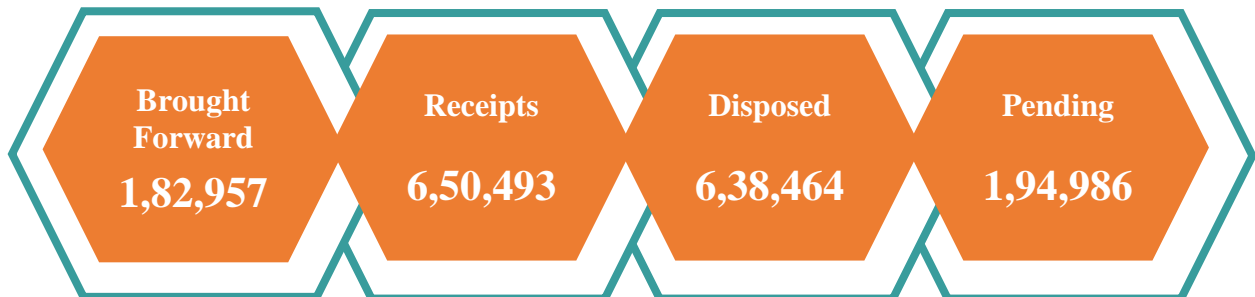 Brought
Forward
1,82,957
Receipts
6,50,493
Disposed
6,38,464
Pending
1,94,986